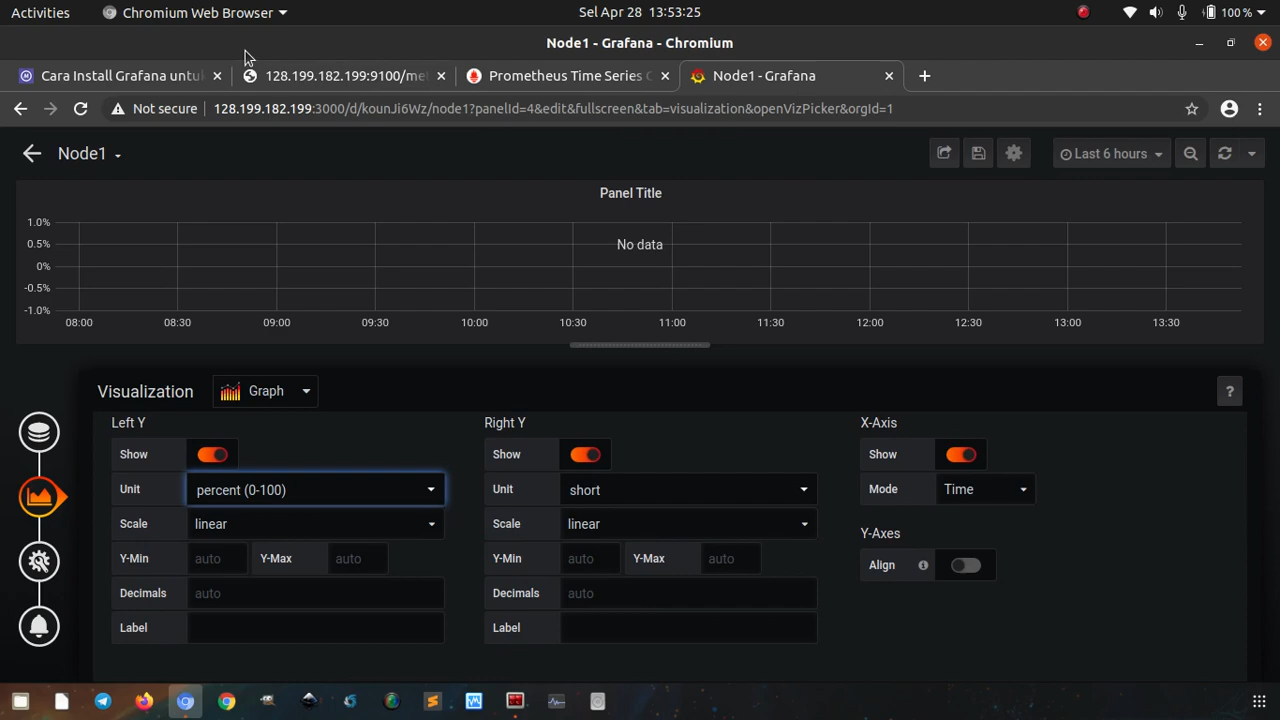 Activities
Chromium Web Browser
Sel Apr 28 13:53:25
100 %
Node1 - Grafana - Chromium
Cara Install Grafana untuk
128.199.182.199:9100/met
Prometheus Time Series C
Node1 - Grafana
Not secure
128.199.182.199:3000/d/kounJi6Wz/node1?panelId=4&edit&fullscreen&tab=visualization&openVizPicker&orgId=1
Node1
Last 6 hours
Panel Title
1.0%
0.5%
0%
-0.5%
-1.0%
No data
08:00 08:30 09:00 09:30 10:00 10:30 11:00 11:30 12:00 12:30 13:00 13:30
Visualization
Graph
?
Left Y
Show
Unit
percent (0-100)
Scale
linear
Y-Min
auto
Y-Max
auto
Decimals
auto
Label
Right Y
Show
Unit
short
Scale
linear
Y-Min
auto
Y-Max
auto
Decimals
auto
Label
X-Axis
Show
Mode
Time
Y-Axes
Align